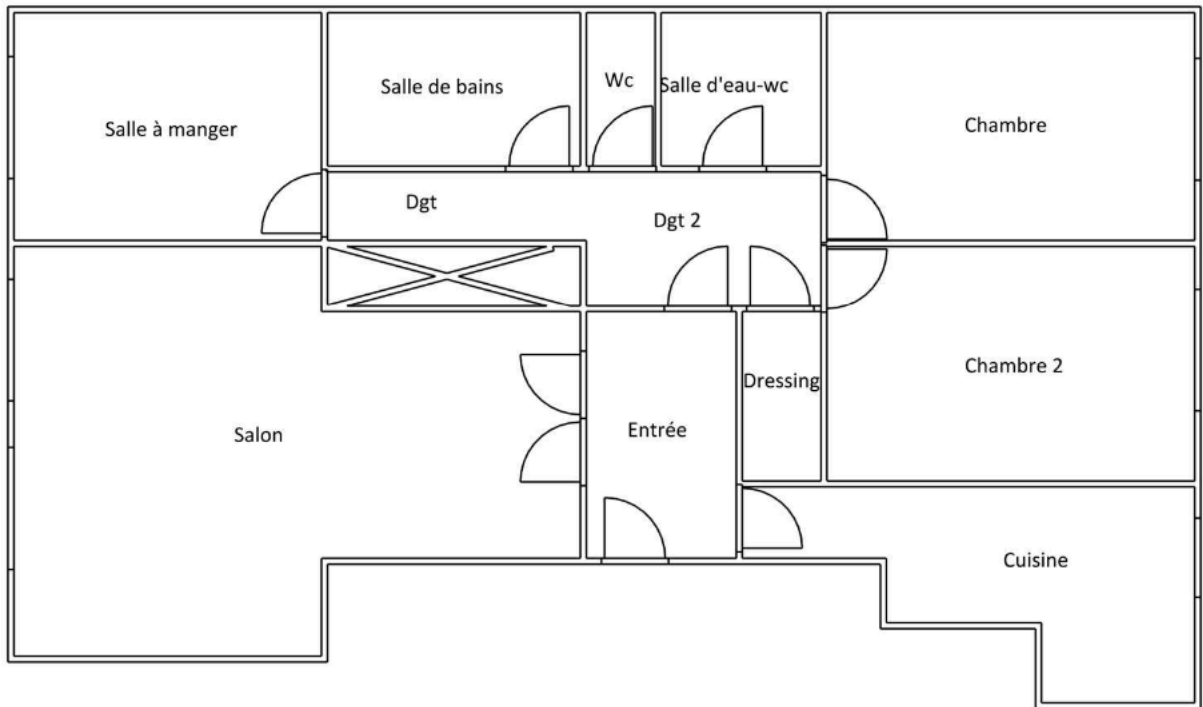 Salle de bains
Wc
Salle d'eau-wc
Salle à manger
Chambre
Dgt
Dgt 2
Chambre 2
Dressing
Salon
Entrée
Cuisine